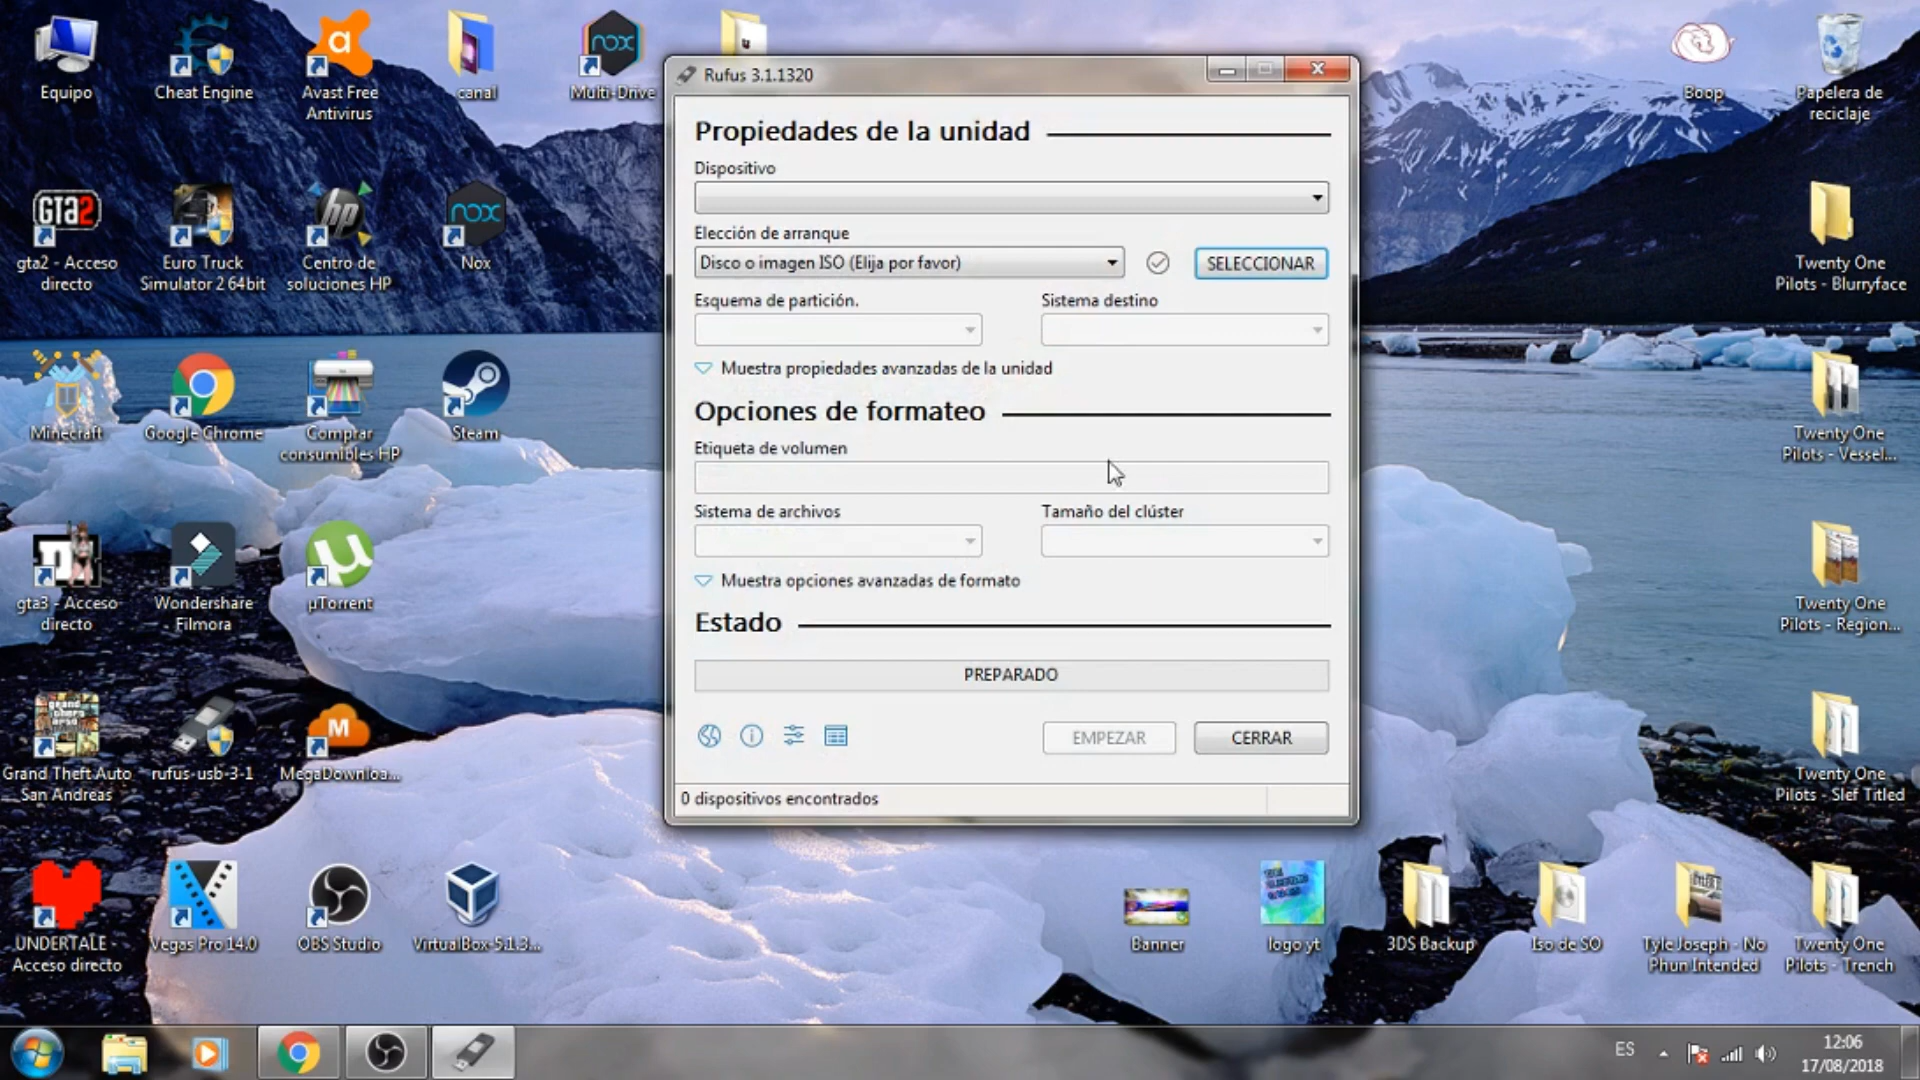 Equipo
Cheat Engine
Avast Free
Antivirus
canal
Multi-Drive
Boop
Papelera de
reciclaje
Rufus 3.1.1320
Propiedades de la unidad
Dispositivo
Elección de arranque
Disco o imagen ISO (Elija por favor)
SELECCIONAR
Esquema de partición.
Sistema destino
Muestra propiedades avanzadas de la unidad
Opciones de formateo
Etiqueta de volumen
Sistema de archivos
Tamaño del clúster
Muestra opciones avanzadas de formato
Estado
PREPARADO
EMPEZAR
CERRAR
0 dispositivos encontrados
gta2 - Acceso
directo
Euro Truck
Simulator 2 64bit
Centro de
soluciones HP
Nox
Twenty One
Pilots - Blurryface
Minecraft
Google Chrome
Comprar
consumibles HP
Steam
Twenty One
Pilots - Vessel...
gta3 - Acceso
directo
Wondershare
Filmora
µTorrent
Twenty One
Pilots - Region...
Grand Theft Auto
San Andreas
rufus-usb-3-1
MegaDownloa...
Twenty One
Pilots - Slef Titled
UNDERTALE -
Acceso directo
Vegas Pro 14.0
OBS Studio
VirtualBox-5.1.3...
Banner
logo yt
3DS Backup
Iso de SO
Tyle Joseph - No
Phun Intended
Twenty One
Pilots - Trench
ES
12:06
17/08/2018